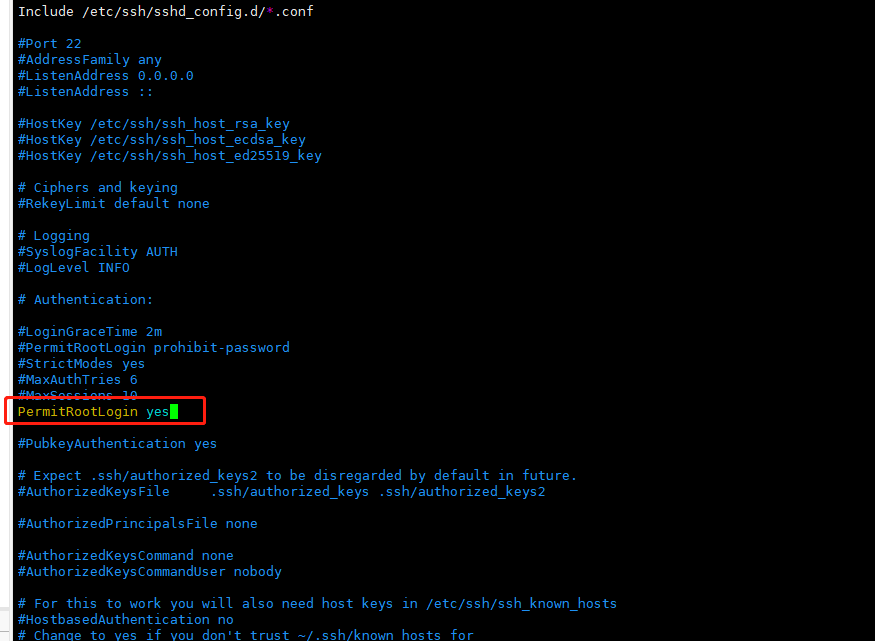 Include /etc/ssh/sshd_config.d/*.conf
#Port 22
#AddressFamily any
#ListenAddress 0.0.0.0
#ListenAddress ::
#HostKey /etc/ssh/ssh_host_rsa_key
#HostKey /etc/ssh/ssh_host_ecdsa_key
#HostKey /etc/ssh/ssh_host_ed25519_key
# Ciphers and keying
#RekeyLimit default none
# Logging
#SyslogFacility AUTH
#LogLevel INFO
# Authentication:
#LoginGraceTime 2m
#PermitRootLogin prohibit-password
#StrictModes yes
#MaxAuthTries 6
#MaxSessions 10
PermitRootLogin yes
#PubkeyAuthentication yes
# Expect .ssh/authorized_keys2 to be disregarded by default in future.
#AuthorizedKeysFile     .ssh/authorized_keys .ssh/authorized_keys2
#AuthorizedPrincipalsFile none
#AuthorizedKeysCommand none
#AuthorizedKeysCommandUser nobody
# For this to work you will also need host keys in /etc/ssh/ssh_known_hosts
#HostbasedAuthentication no
# Change to yes if you don't trust ~/.ssh/known_hosts for